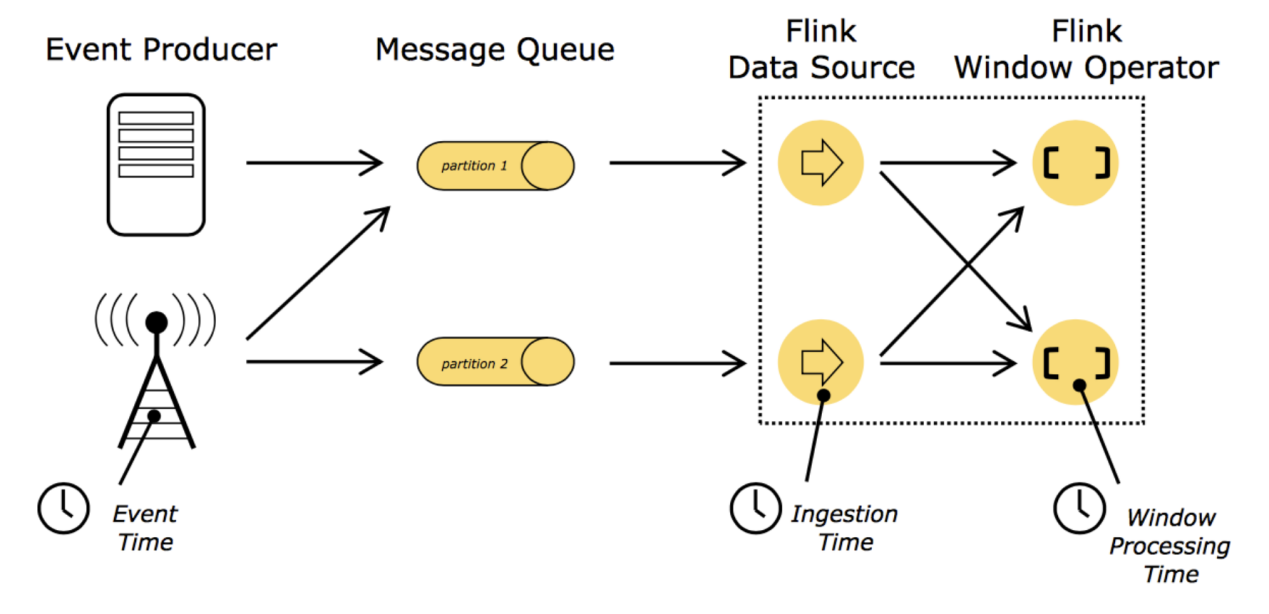 Event Producer
Message Queue
Flink
Data Source
Flink
Window Operator
partition 1
partition 2
Event
Time
Ingestion
Time
Window
Processing
Time